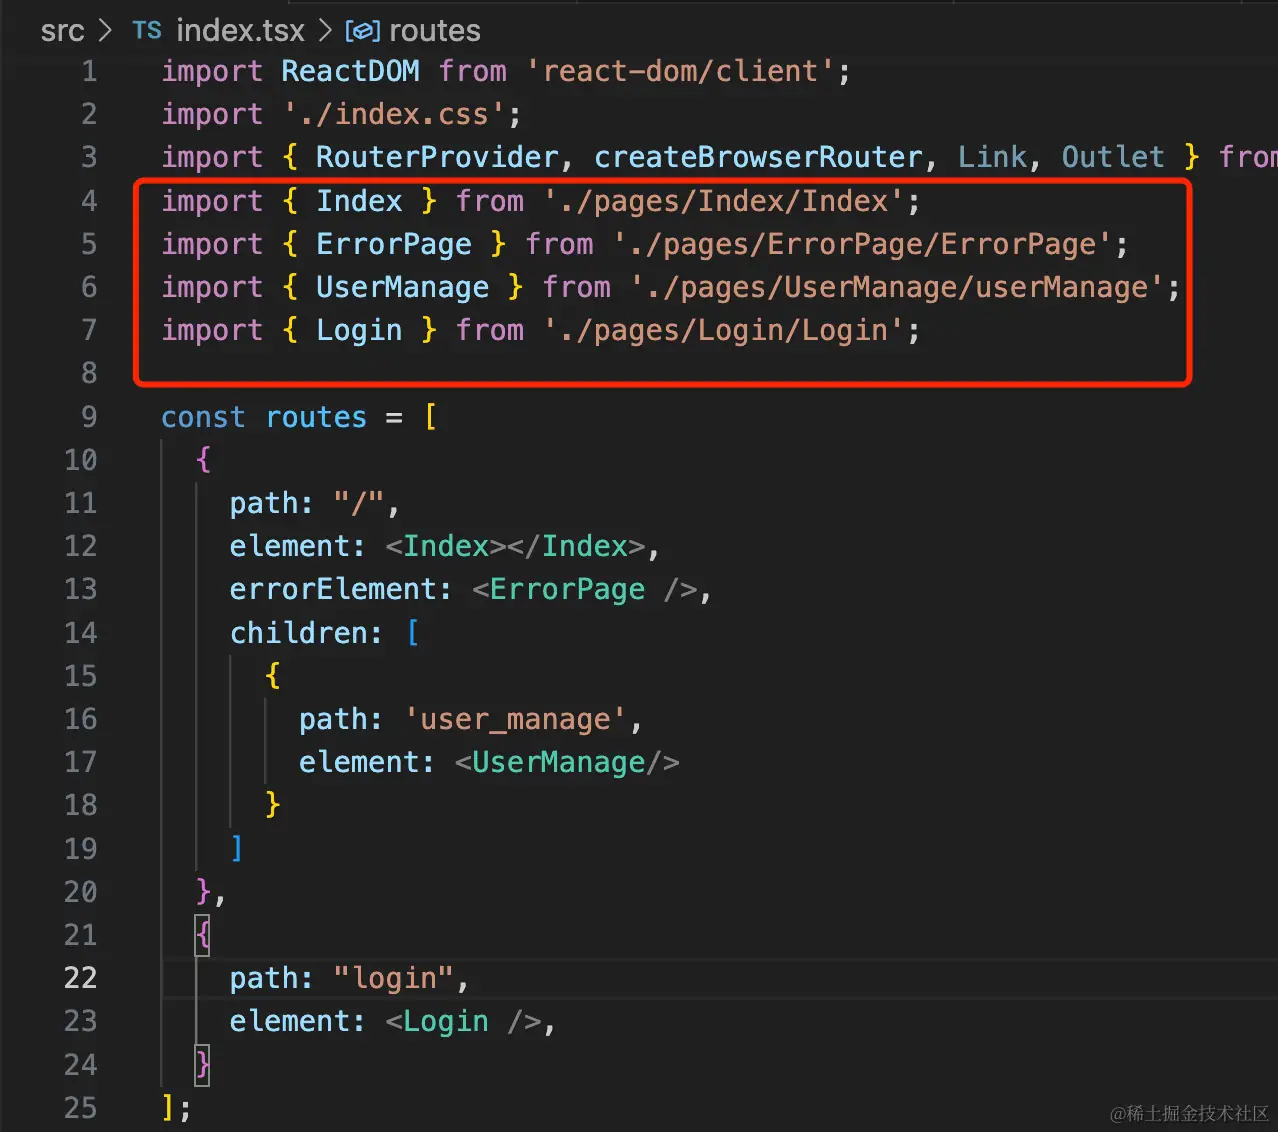 src > TS index.tsx > routes
1 import ReactDOM from 'react-dom/client';
2 import './index.css';
3 import { RouterProvider, createBrowserRouter, Link, Outlet } from
4 import { Index } from './pages/Index/Index';
5 import { ErrorPage } from './pages/ErrorPage/ErrorPage';
6 import { UserManage } from './pages/UserManage/userManage';
7 import { Login } from './pages/Login/Login';
8
9 const routes = [
10 {
11 path: "/",
12 element: <Index></Index>,
13 errorElement: <ErrorPage />,
14 children: [
15 {
16 path: 'user_manage',
17 element: <UserManage/>
18 }
19 ]
20 },
21 {
22 path: "login",
23 element: <Login />,
24 }
25 ];
@稀土掘金技术社区